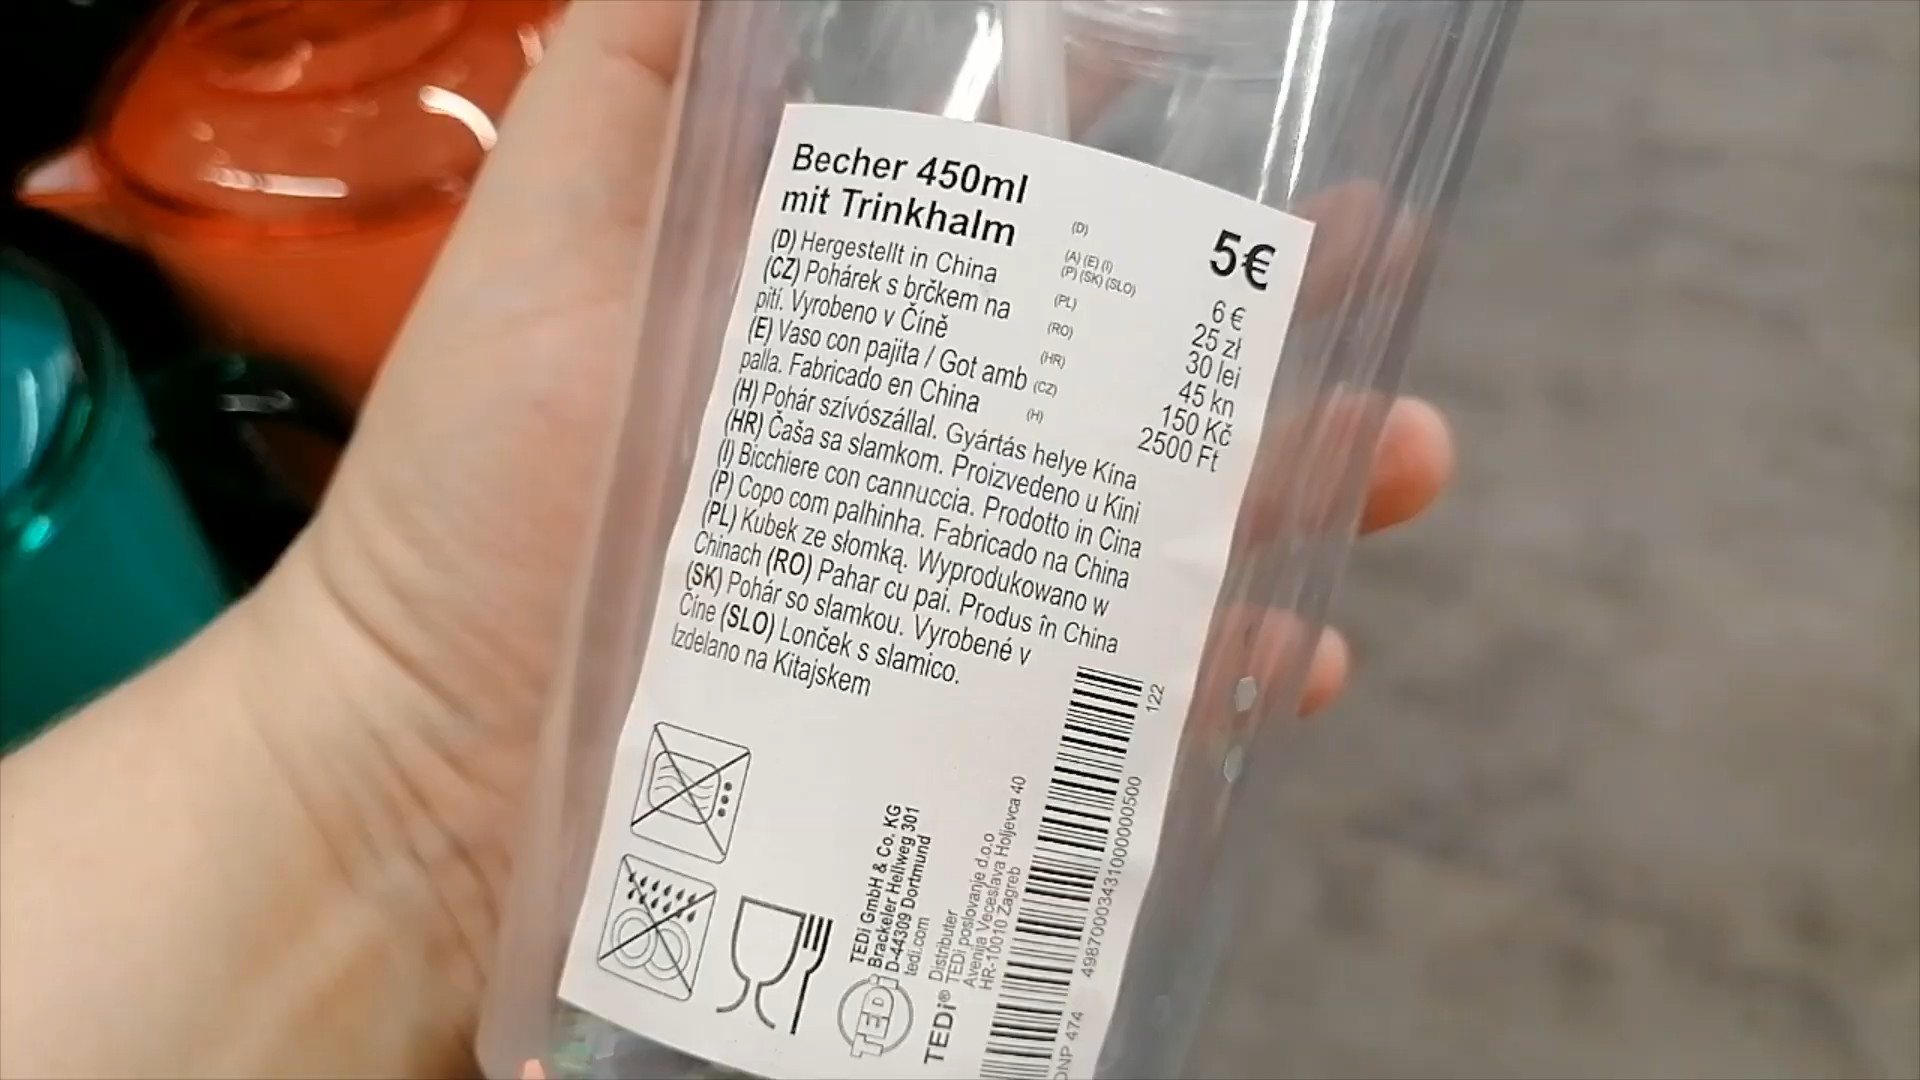 Becher 450ml
mit Trinkhalm
(D) Hergestellt in China
(CZ) Pohárek s brčkem na
pití. Vyrobeno v Číně
(E) Vaso con pajita / Got amb
palla. Fabricado en China
(H) Pohár szívószállal. Gyártás helye Kína
(HR) Čaša sa slamkom. Proizvedeno u Kini
(I) Bicchiere con cannuccia. Prodotto in Cina
(P) Copo com palhinha. Fabricado na China
(PL) Kubek ze słomką. Wyprodukowano w
Chinach (RO) Pahar cu pai. Produs în China
(SK) Pohár so slamkou. Vyrobené v
Číne (SLO) Lonček s slamico.
Izdelano na Kitajskem
(D) 5€
(A) (E) (I)
(P) (SK) (SLO) 6 €
(PL) 25 zł
(RO) 30 lei
(HR) 45 kn
(CZ) 150 Kč
(H) 2500 Ft
TEDi GmbH & Co. KG
Brackeler Hellweg 301
D-44309 Dortmund
tedi.com
TEDi
TEDi®
Distributer
TEDi poslovanje d.o.o
Avenija Veceslava Holjevca 40
HR-10010 Zagreb
122
49870003431000000500
DNP 474